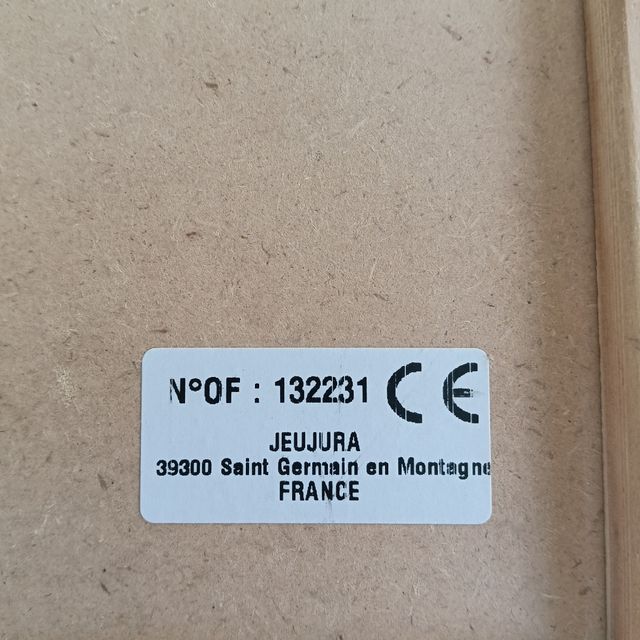 N°OF : 132231 CE
JEUJURA
39300 Saint Germain en Montagne
FRANCE